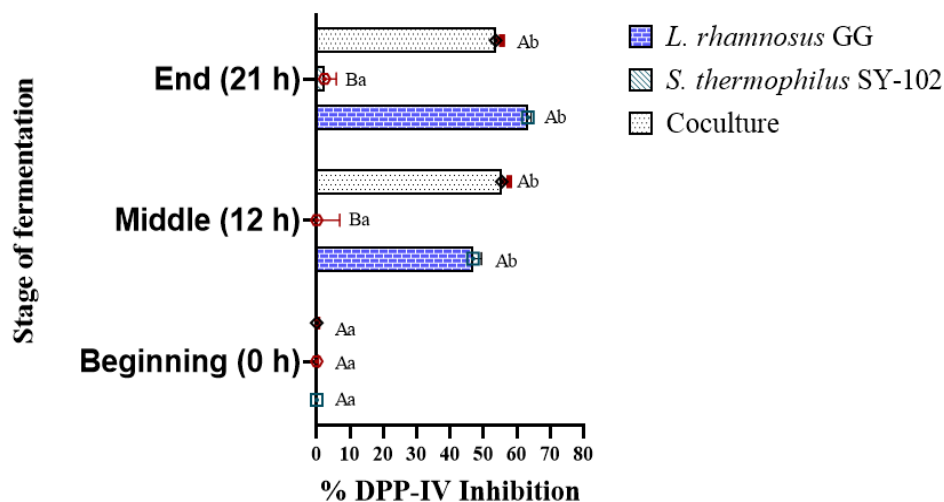 Stage of fermentation
End (21 h)
Middle (12 h)
Beginning (0 h)
Ab
Ba
Ab
Ab
Ba
Ab
Aa
Aa
Aa
0 10 20 30 40 50 60 70 80
% DPP-IV Inhibition
L. rhamnosus GG
S. thermophilus SY-102
Coculture